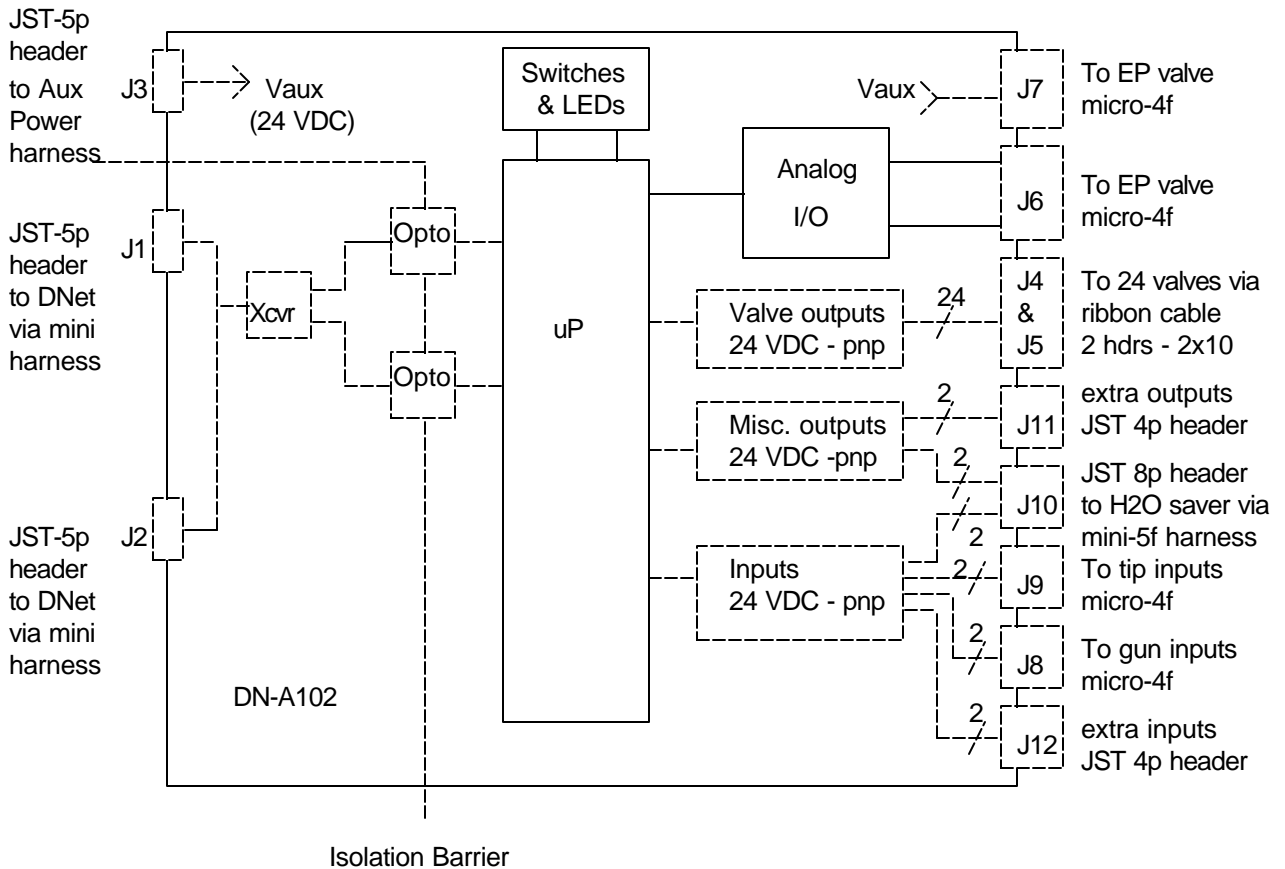 JST-5p
header
to Aux
Power
harness
J3
Vaux
(24 VDC)
Switches
& LEDs
Vaux
J7
To EP valve
micro-4f
Analog
I/O
J6
To EP valve
micro-4f
JST-5p
header
to DNet
via mini
harness
J1
Xcvr
Opto
Opto
uP
Valve outputs
24 VDC - pnp
24
J4
&
J5
To 24 valves via
ribbon cable
2 hdrs - 2x10
Misc. outputs
24 VDC -pnp
2
J11
extra outputs
JST 4p header
2
J10
JST 8p header
to H2O saver via
mini-5f harness
2
JST-5p
header
to DNet
via mini
harness
J2
Inputs
24 VDC - pnp
2
J9
To tip inputs
micro-4f
2
J8
To gun inputs
micro-4f
2
J12
extra inputs
JST 4p header
DN-A102
Isolation Barrier